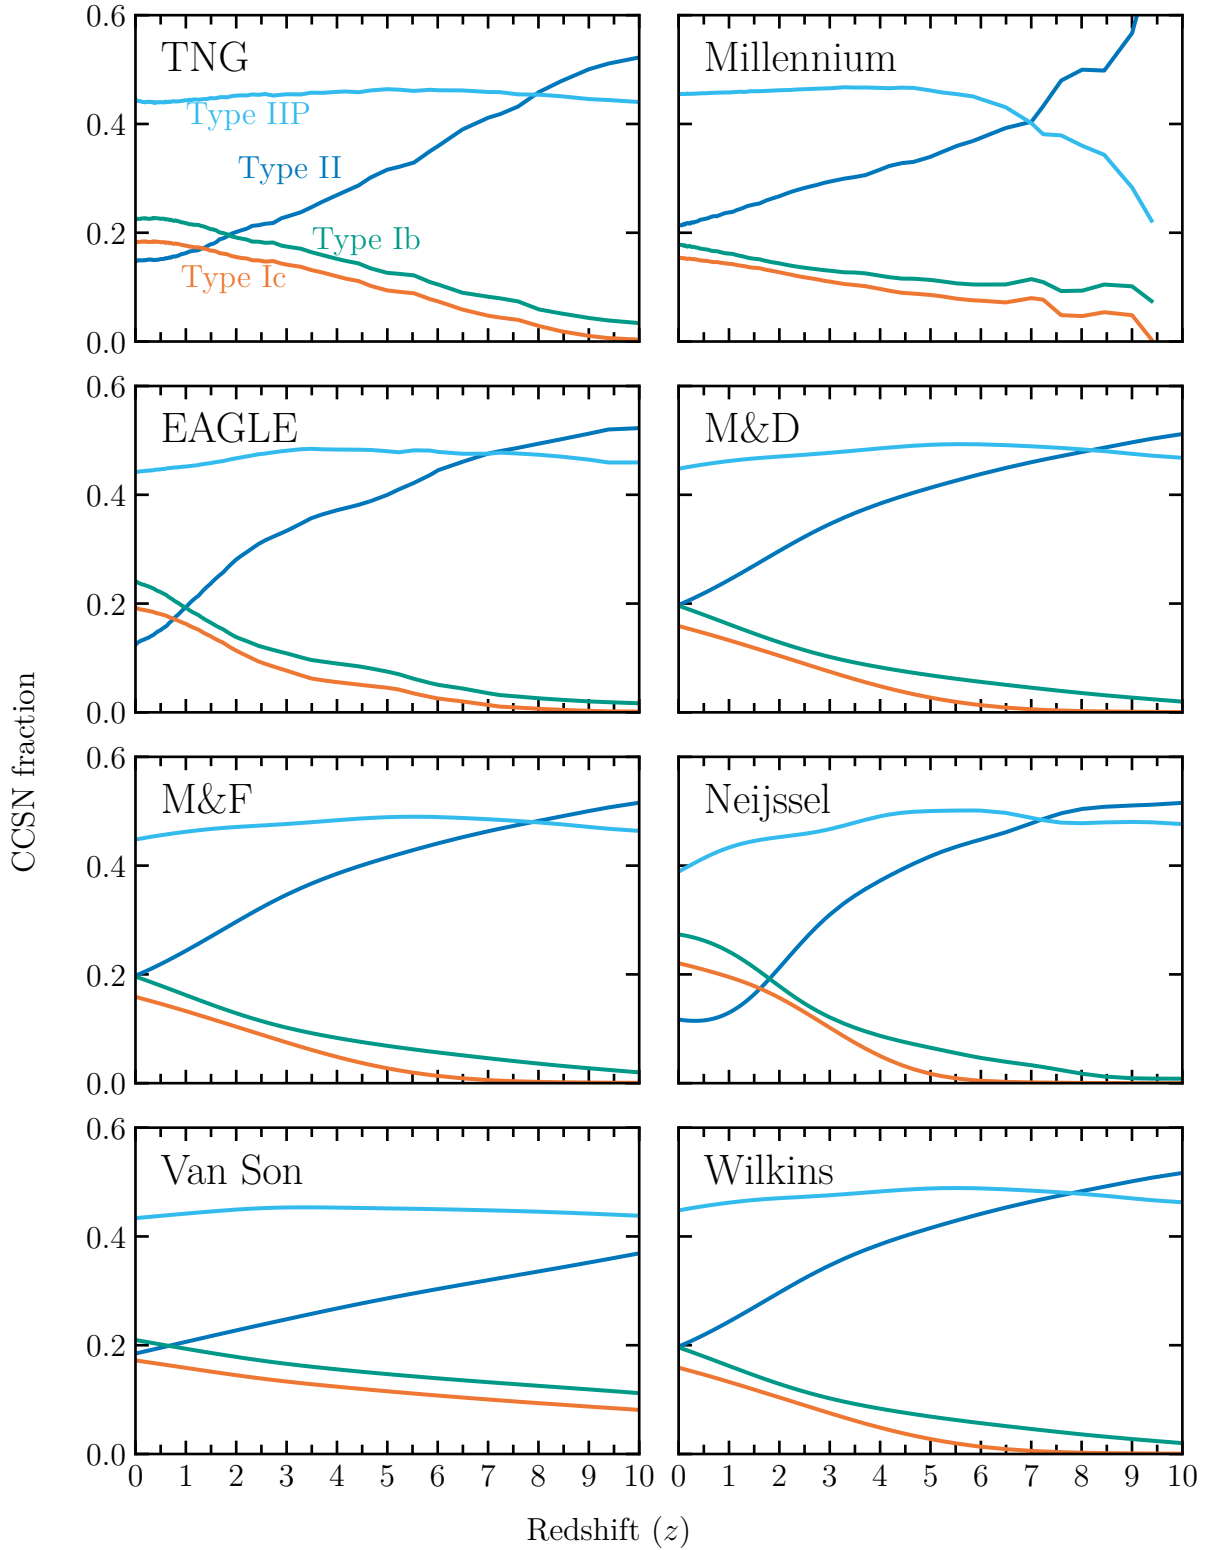 0.6
TNG
Millennium
Type IIP
0.4
Type II
Type Ib
0.2
Type Ic
0.0
0.6
EAGLE
M&D
0.4
0.2
0.0
CCSN fraction
0.6
M&F
Neijssel
0.4
0.2
0.0
0.6
Van Son
Wilkins
0.4
0.2
0.0
0 1 2 3 4 5 6 7 8 9 10 0 1 2 3 4 5 6 7 8 9 10
Redshift (z)